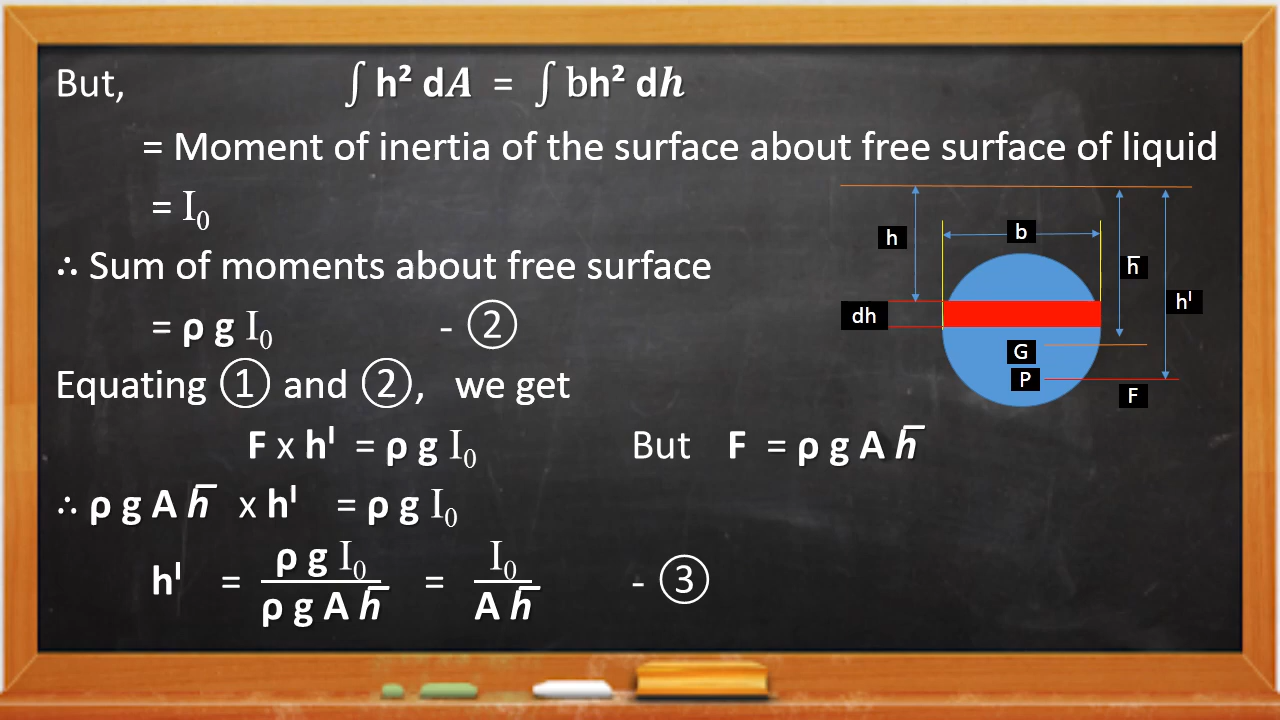 But, ∫ h² dA = ∫ bh² dh
= Moment of inertia of the surface about free surface of liquid
= I₀
∴ Sum of moments about free surface
= ρ g I₀ - ②
Equating ① and ②, we get
F x hᴵ = ρ g I₀ But F = ρ g A h̅
∴ ρ g A h̅ x hᴵ = ρ g I₀
hᴵ = ρ g I₀ / ρ g A h̅ = I₀ / A h̅ - ③
h
b
h̅
hᴵ
dh
G
P
F